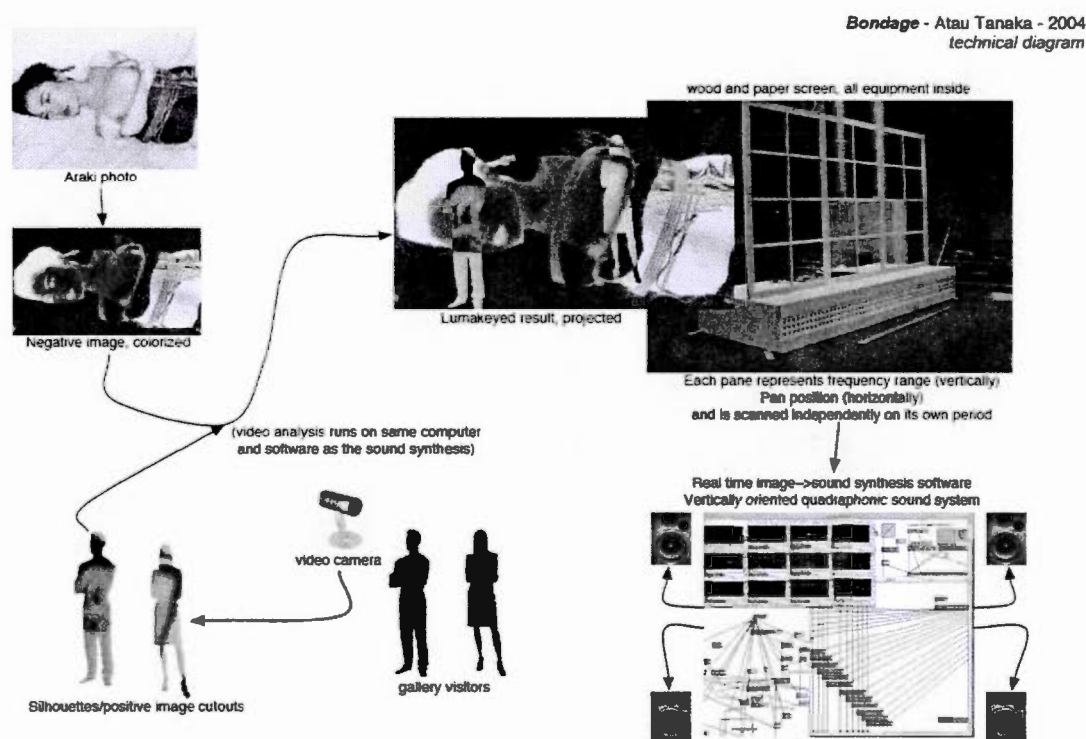 Bondage - Atau Tanaka - 2004
technical diagram
wood and paper screen, all equipment inside
Araki photo
Negative image, colorized
Lumakeyed result, projected
Each pane represents frequency range (vertically)
Pan position (horizontally)
and is scanned independently on its own period
(video analysis runs on same computer
and software as the sound synthesis)
Real time image-->sound synthesis software
Vertically oriented quadraphonic sound system
video camera
gallery visitors
Silhouettes/positive image cutouts